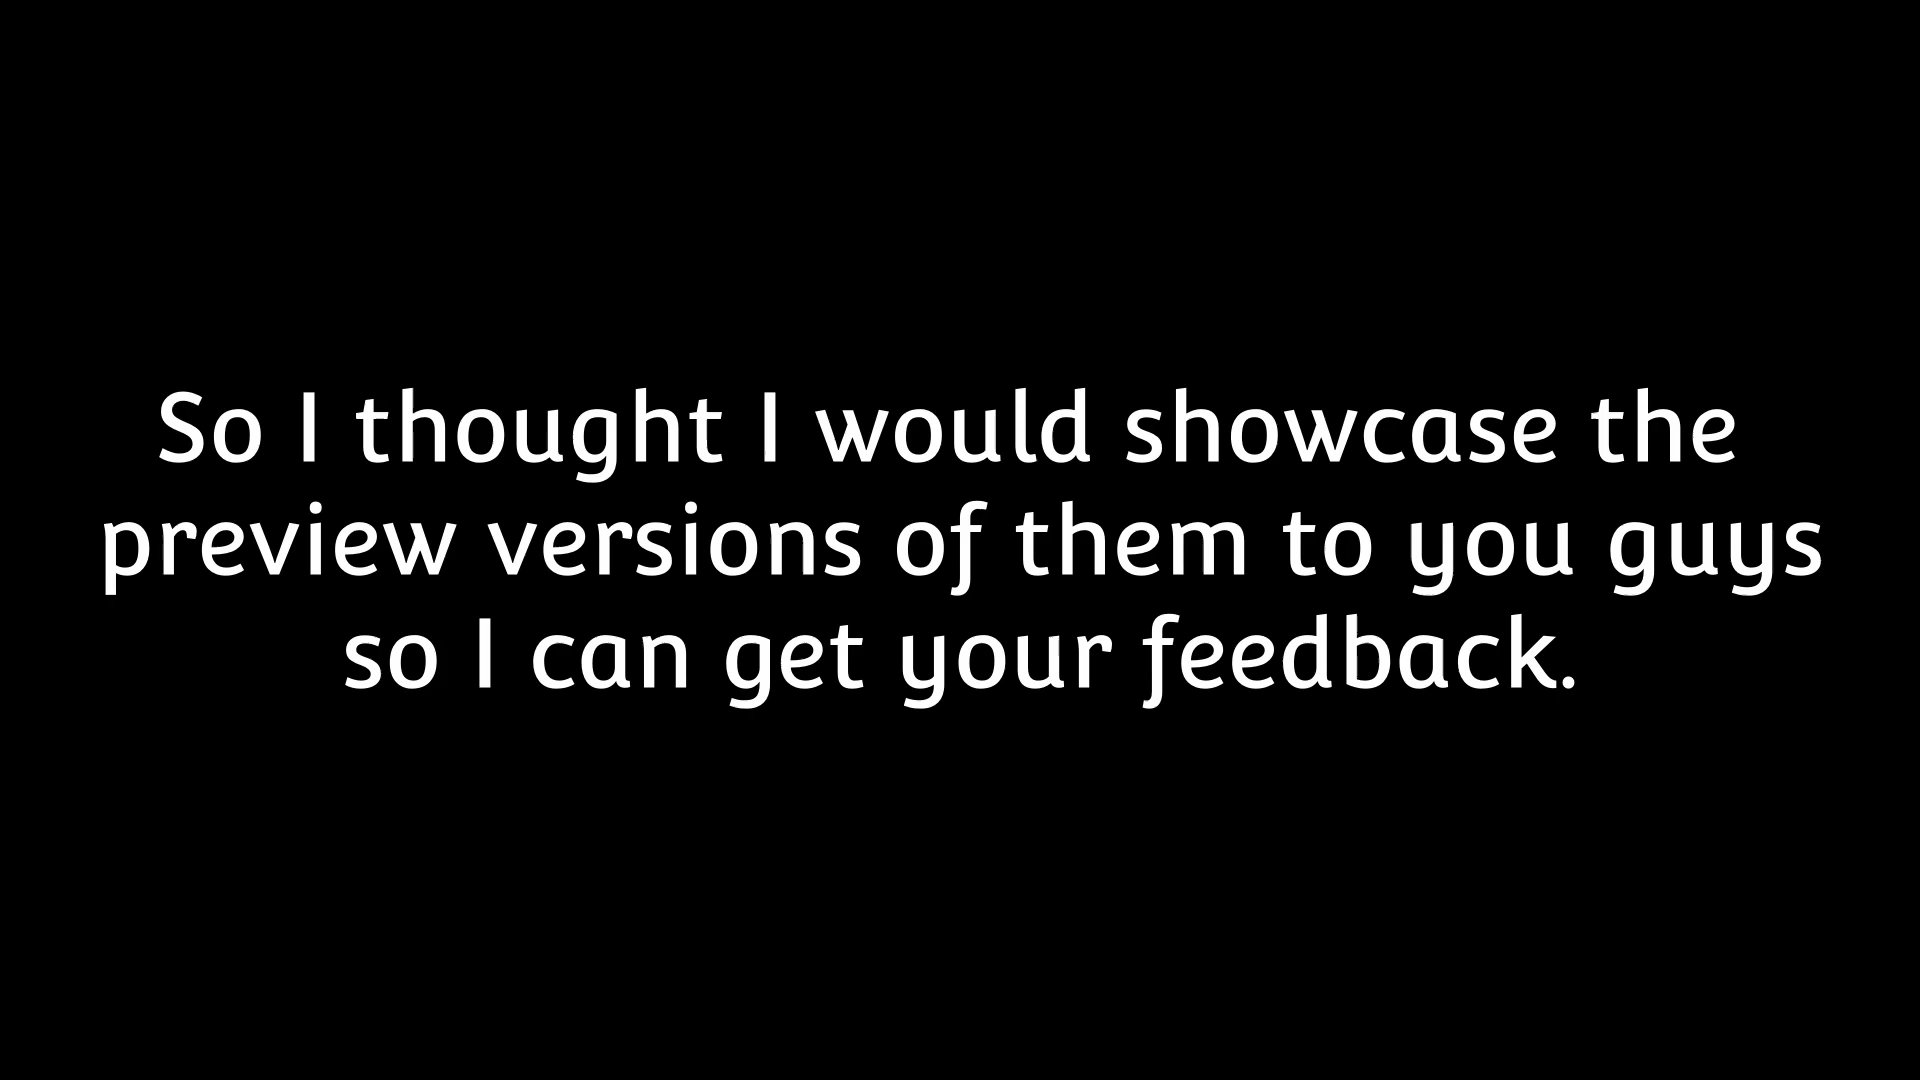 So I thought I would showcase the
preview versions of them to you guys
so I can get your feedback.